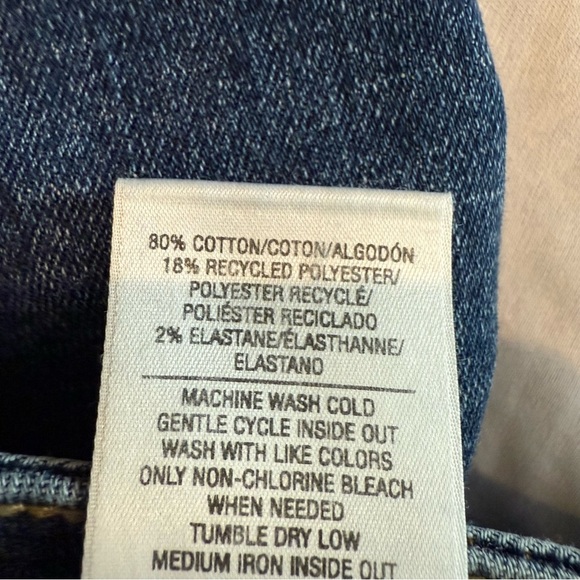 80% COTTON/COTON/ALGODÓN
18% RECYCLED POLYESTER/
POLYESTER RECYCLÉ/
POLIÉSTER RECICLADO
2% ELASTANE/ÉLASTHANNE/
ELASTANO
MACHINE WASH COLD
GENTLE CYCLE INSIDE OUT
WASH WITH LIKE COLORS
ONLY NON-CHLORINE BLEACH
WHEN NEEDED
TUMBLE DRY LOW
MEDIUM IRON INSIDE OUT